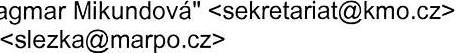 agmar Mikundová" <sekretariat@kmo.cz>
<slezka@marpo.cz>